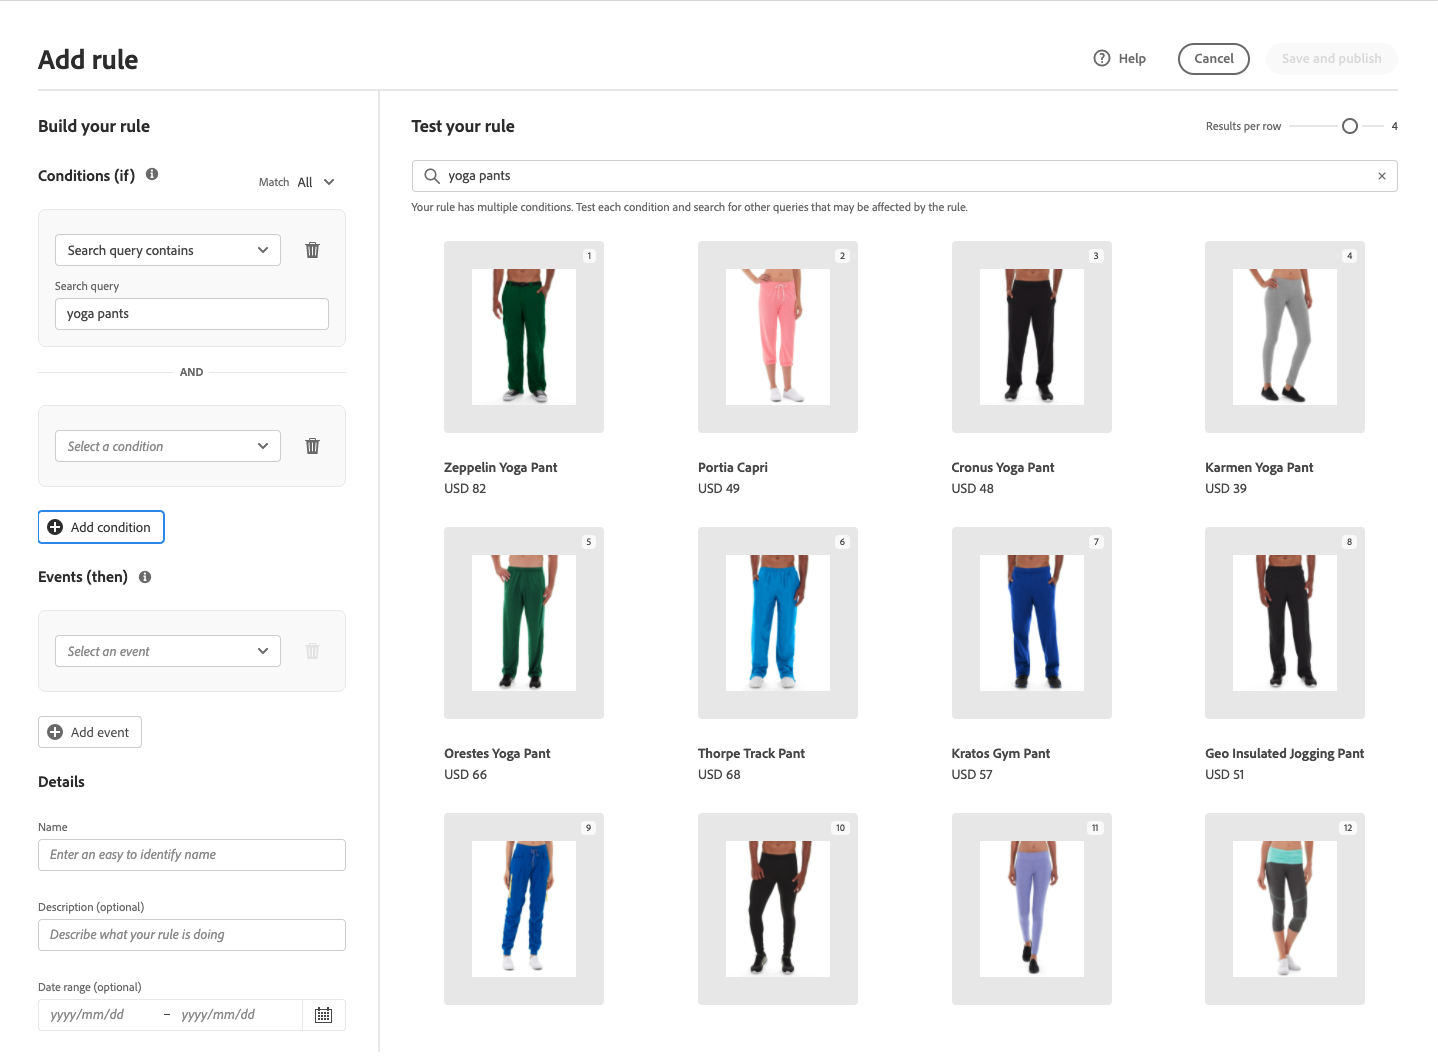 Add rule
Help
Cancel
Save and publish
Build your rule
Conditions (if)
Match All
Search query contains
Search query
yoga pants
AND
Select a condition
Add condition
Events (then)
Select an event
Add event
Details
Name
Enter an easy to identify name
Description (optional)
Describe what your rule is doing
Date range (optional)
yyyy/mm/dd – yyyy/mm/dd
Test your rule
Results per row 4
yoga pants
Your rule has multiple conditions. Test each condition and search for other queries that may be affected by the rule.
1
2
3
4
Zeppelin Yoga Pant
USD 82
Portia Capri
USD 49
Cronus Yoga Pant
USD 48
Karmen Yoga Pant
USD 39
5
6
7
8
Orestes Yoga Pant
USD 66
Thorpe Track Pant
USD 68
Kratos Gym Pant
USD 57
Geo Insulated Jogging Pant
USD 51
9
10
11
12